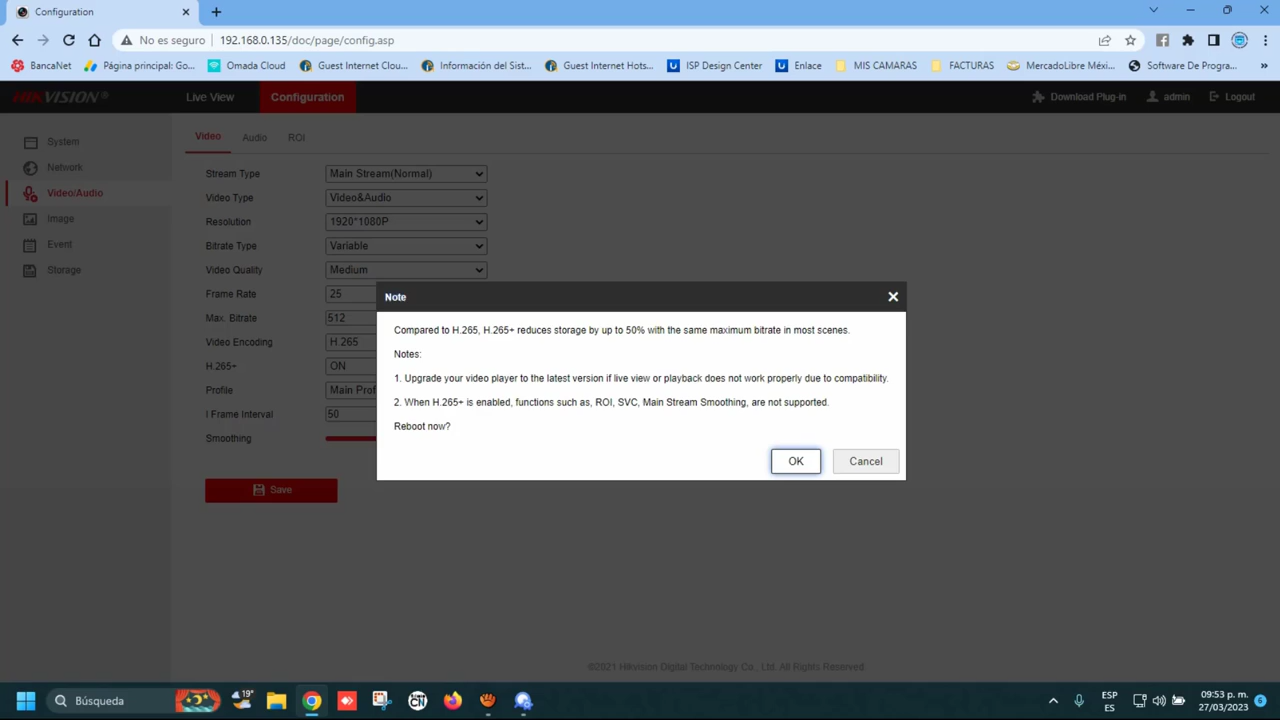 Configuration
No es seguro 192.168.0.135/doc/page/config.asp
BancaNet Página principal: Go... Omada Cloud Guest Internet Clou... Información del Sist... Guest Internet Hots... ISP Design Center Enlace MIS CAMARAS FACTURAS MercadoLibre Méxi... Software De Progra... »
HIKVISION® Live View Configuration Download Plug-in admin Logout
System
Network
Video/Audio
Image
Event
Storage
Video Audio ROI
Stream Type Main Stream(Normal)
Video Type Video&Audio
Resolution 1920*1080P
Bitrate Type Variable
Video Quality Medium
Frame Rate 25
Max. Bitrate 512
Video Encoding H.265
H.265+ ON
Profile Main Prof
I Frame Interval 50
Smoothing
Save
Note
Compared to H.265, H.265+ reduces storage by up to 50% with the same maximum bitrate in most scenes.
Notes:
1. Upgrade your video player to the latest version if live view or playback does not work properly due to compatibility.
2. When H.265+ is enabled, functions such as, ROI, SVC, Main Stream Smoothing, are not supported.
Reboot now?
OK Cancel
©2021 Hikvision Digital Technology Co., Ltd. All Rights Reserved.
Búsqueda 19° CN ESP 09:53 p. m.
ES 27/03/2023 6